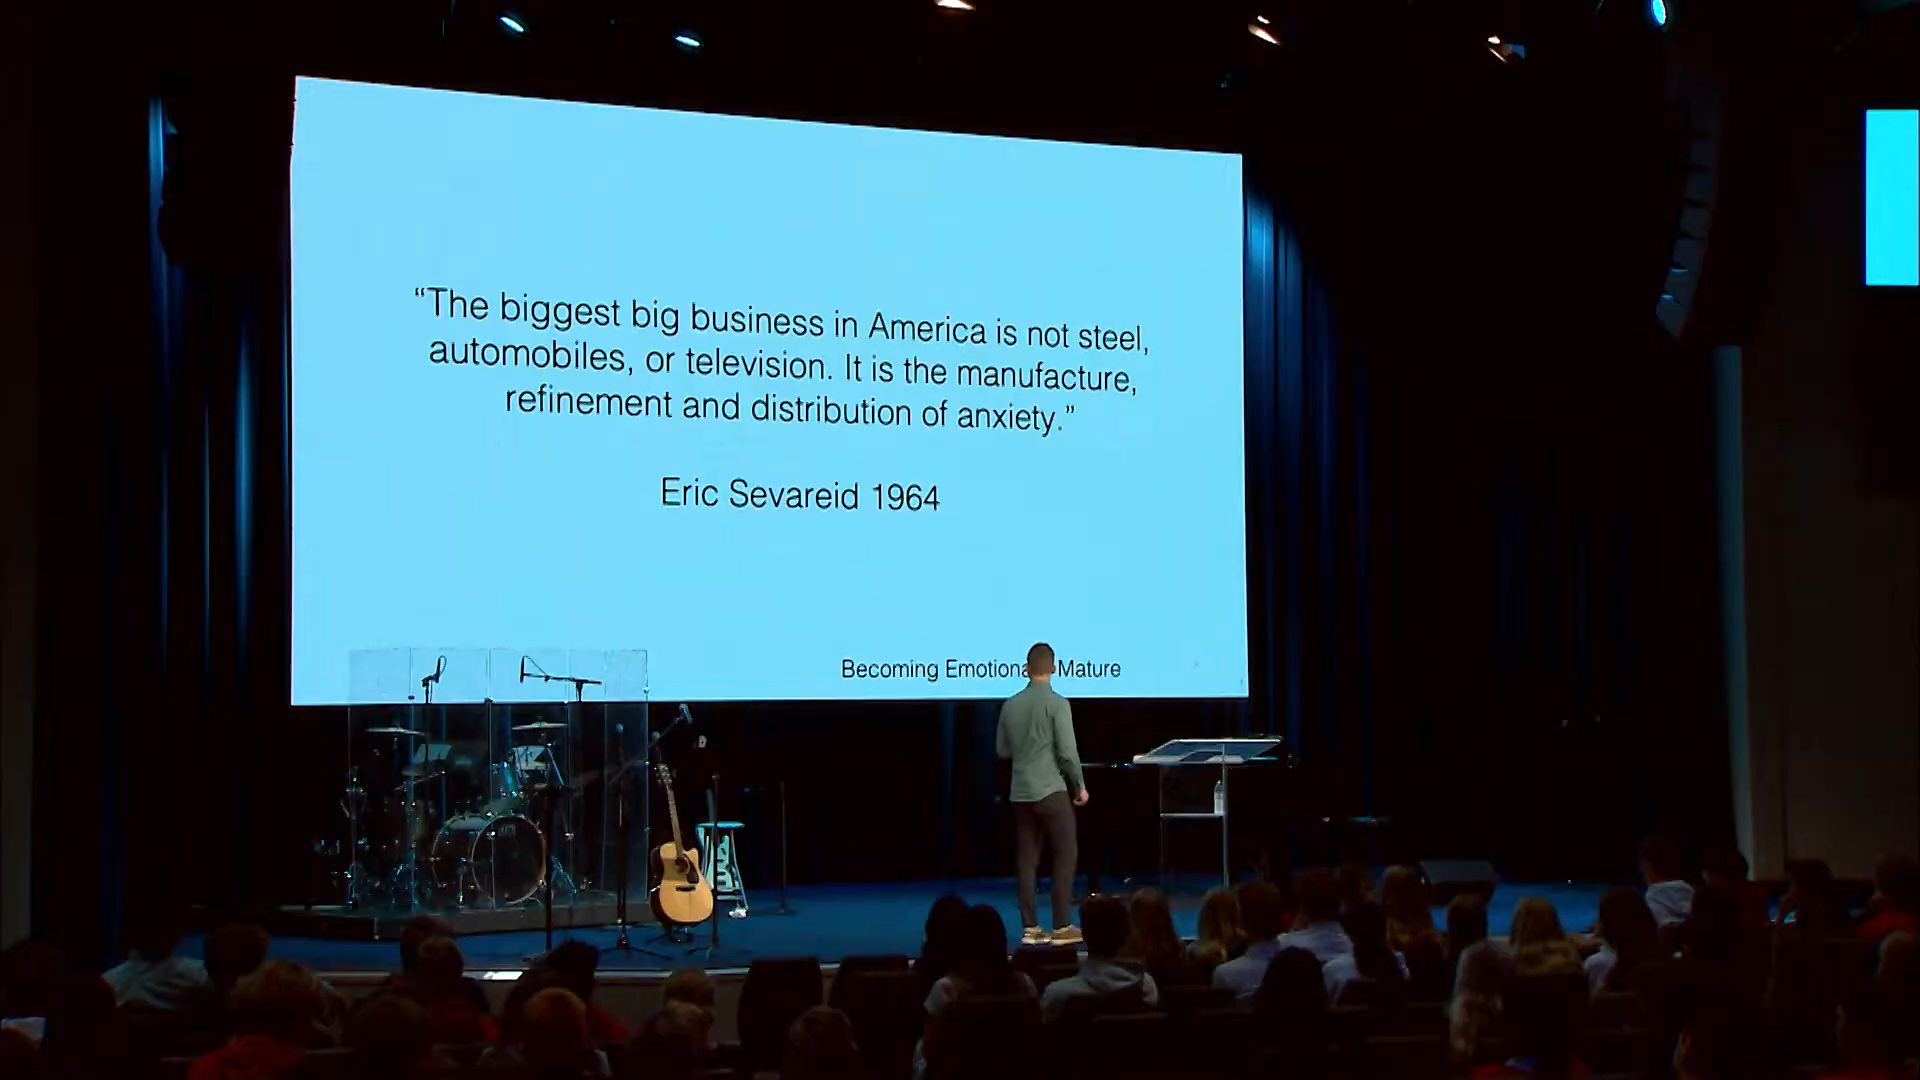 “The biggest big business in America is not steel,
automobiles, or television. It is the manufacture,
refinement and distribution of anxiety.”
Eric Sevareid 1964
Becoming Mature